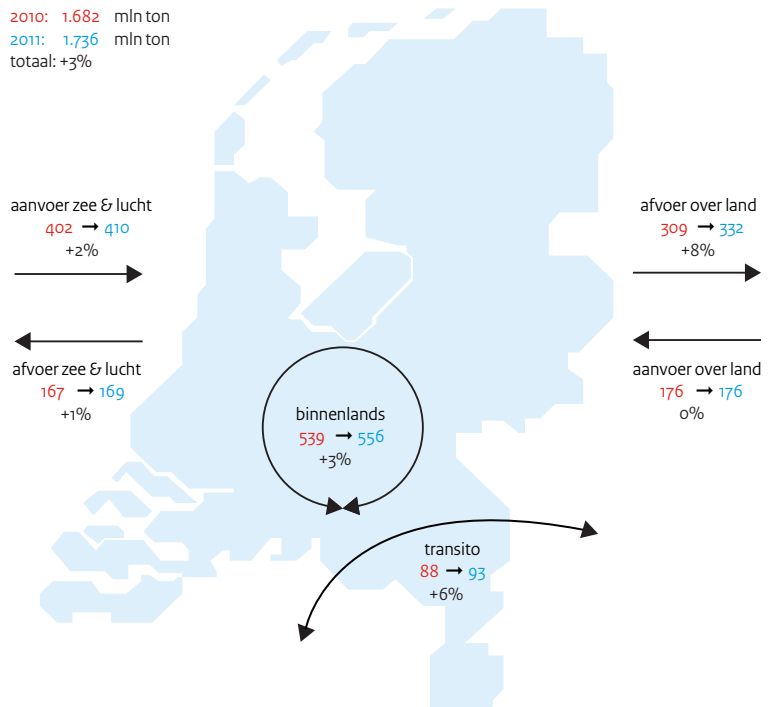 2010: 1.682 mln ton
2011: 1.736 mln ton
totaal: +3%
aanvoer zee & lucht
402 → 410
+2%
afvoer over land
309 → 332
+8%
afvoer zee & lucht
167 → 169
+1%
aanvoer over land
176 → 176
0%
binnenlands
539 → 556
+3%
transito
88 → 93
+6%